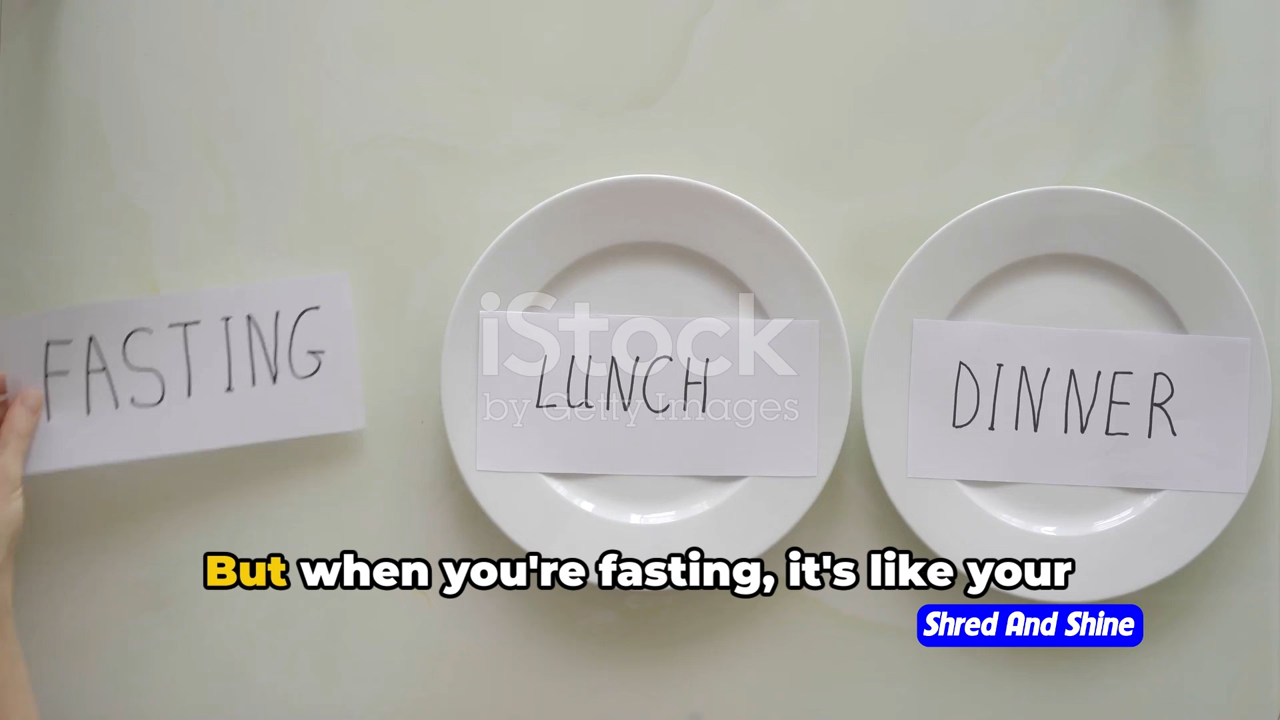 FASTING
LUNCH
DINNER
iStock
by Getty Images
But when you're fasting, it's like your
Shred And Shine